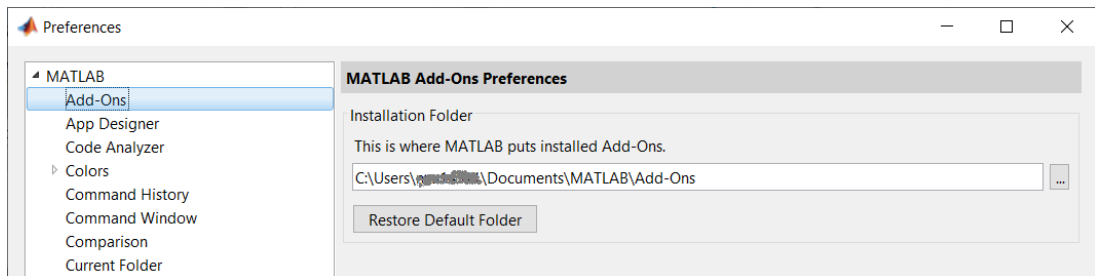 Preferences
MATLAB
Add-Ons
App Designer
Code Analyzer
Colors
Command History
Command Window
Comparison
Current Folder
MATLAB Add-Ons Preferences
Installation Folder
This is where MATLAB puts installed Add-Ons.
C:\Users\ \Documents\MATLAB\Add-Ons
...
Restore Default Folder